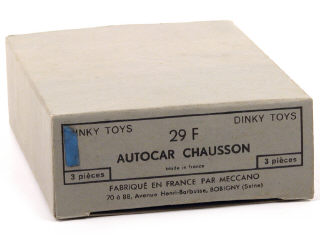 DINKY TOYS DINKY TOYS
29 F
AUTOCAR CHAUSSON
made in france
3 pièces 3 pièces
FABRIQUÉ EN FRANCE PAR MECCANO
70 à 88, Avenue Henri-Barbusse, BOBIGNY (Seine)